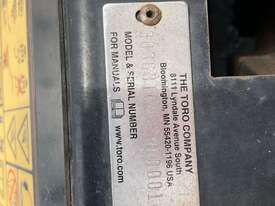 THE TORO COMPANY
8111 Lyndale Avenue South
Bloomington, MN 55420-1196 USA
MODEL & SERIAL NUMBER
FOR MANUALS
www.toro.com